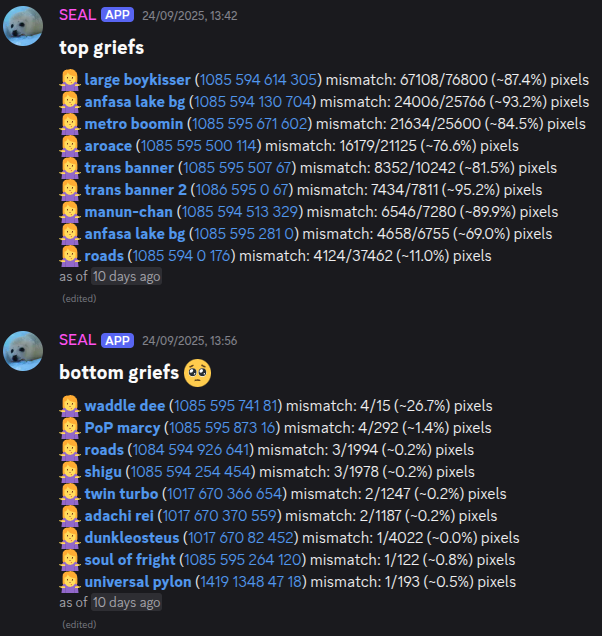 SEAL APP 24/09/2025, 13:42
top griefs
large boykisser (1085 594 614 305) mismatch: 67108/76800 (~87.4%) pixels
anfasa lake bg (1085 594 130 704) mismatch: 24006/25766 (~93.2%) pixels
metro boomin (1085 595 671 602) mismatch: 21634/25600 (~84.5%) pixels
aroace (1085 595 500 114) mismatch: 16179/21125 (~76.6%) pixels
trans banner (1085 595 507 67) mismatch: 8352/10242 (~81.5%) pixels
trans banner 2 (1086 595 0 67) mismatch: 7434/7811 (~95.2%) pixels
manun-chan (1085 594 513 329) mismatch: 6546/7280 (~89.9%) pixels
anfasa lake bg (1085 595 281 0) mismatch: 4658/6755 (~69.0%) pixels
roads (1085 594 0 176) mismatch: 4124/37462 (~11.0%) pixels
as of 10 days ago
(edited)
SEAL APP 24/09/2025, 13:56
bottom griefs 🥺
waddle dee (1085 595 741 81) mismatch: 4/15 (~26.7%) pixels
PoP marcy (1085 595 873 16) mismatch: 4/292 (~1.4%) pixels
roads (1084 594 926 641) mismatch: 3/1994 (~0.2%) pixels
shigu (1085 594 254 454) mismatch: 3/1978 (~0.2%) pixels
twin turbo (1017 670 366 654) mismatch: 2/1247 (~0.2%) pixels
adachi rei (1017 670 370 559) mismatch: 2/1187 (~0.2%) pixels
dunkleosteus (1017 670 82 452) mismatch: 1/4022 (~0.0%) pixels
soul of fright (1085 595 264 120) mismatch: 1/122 (~0.8%) pixels
universal pylon (1419 1348 47 18) mismatch: 1/193 (~0.5%) pixels
as of 10 days ago
(edited)